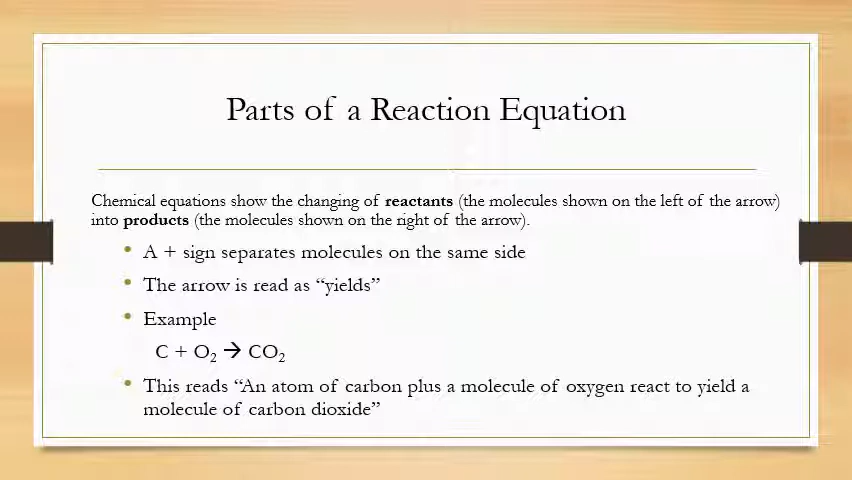 Parts of a Reaction Equation
Chemical equations show the changing of reactants (the molecules shown on the left of the arrow)
into products (the molecules shown on the right of the arrow).
• A + sign separates molecules on the same side
• The arrow is read as “yields”
• Example
C + O₂ → CO₂
• This reads “An atom of carbon plus a molecule of oxygen react to yield a
molecule of carbon dioxide”